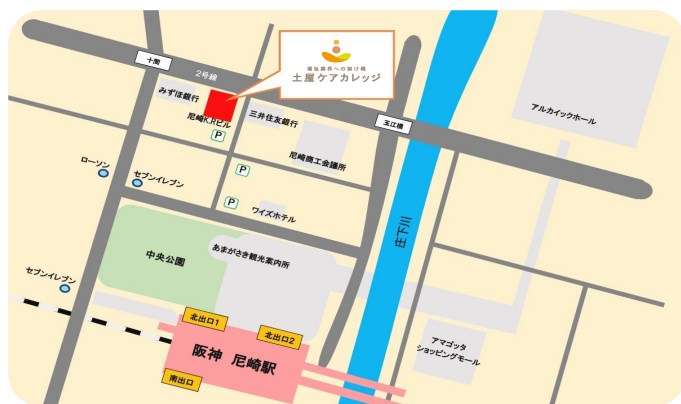 福祉業界への架け橋
土屋ケアカレッジ
十間
2号線
みずほ銀行
尼崎K.Rビル
P
三井住友銀行
尼崎商工会議所
玉江橋
アルカイックホール
ローソン
セブンイレブン
P
P
ワイズホテル
庄下川
中央公園
あまがさき観光案内所
セブンイレブン
北出口1
北出口2
阪神 尼崎駅
南出口
アマゴッタ
ショッピングモール